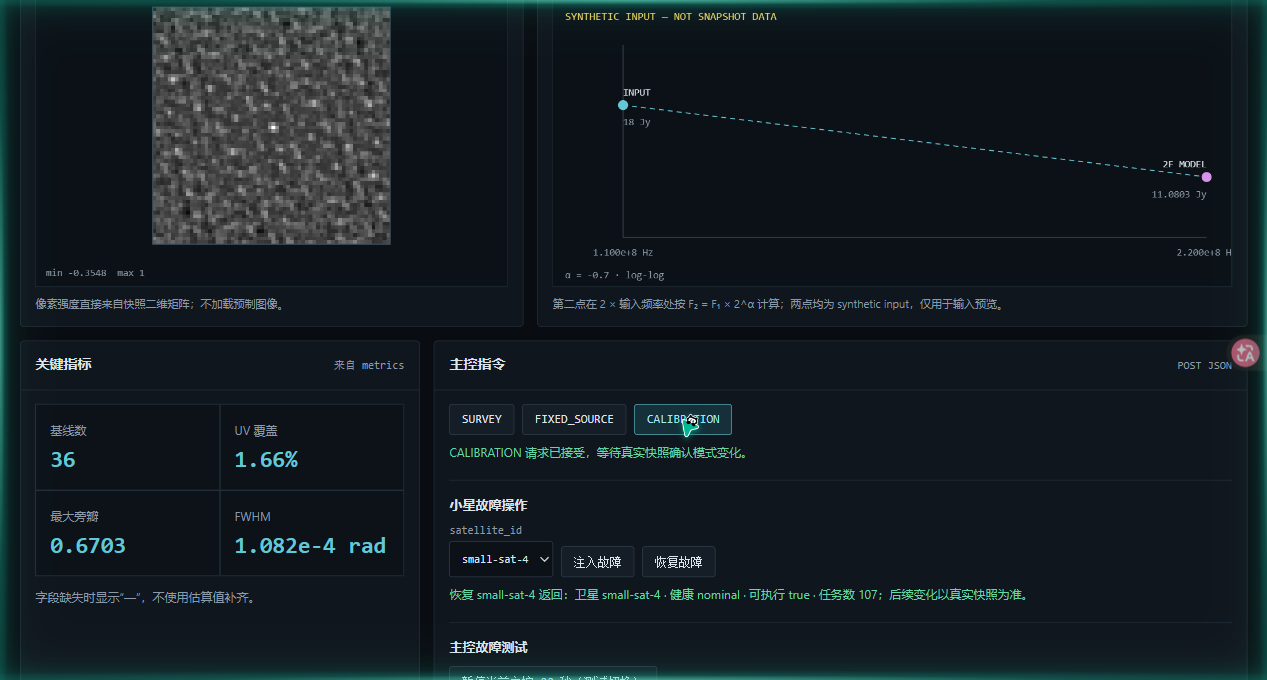 SYNTHETIC INPUT — NOT SNAPSHOT DATA
INPUT
18 Jy
2F MODEL
11.0803 Jy
1.100e+8 Hz
2.200e+8 H
α = -0.7 · log-log
min -0.3548 max 1
像素强度直接来自快照二维矩阵；不加载预制图像。
第二点在 2 × 输入频率处按 F₂ = F₁ × 2^α 计算；两点均为 synthetic input，仅用于输入预览。
关键指标
来自 metrics
基线数
36
UV 覆盖
1.66%
最大旁瓣
0.6703
FWHM
1.082e-4 rad
字段缺失时显示“—”，不使用估算值补齐。
主控指令
POST JSON
SURVEY
FIXED_SOURCE
CALIBRATION
CALIBRATION 请求已接受，等待真实快照确认模式变化。
小星故障操作
satellite_id
small-sat-4
注入故障
恢复故障
恢复 small-sat-4 返回：卫星 small-sat-4 · 健康 nominal · 可执行 true · 任务数 107；后续变化以真实快照为准。
主控故障测试